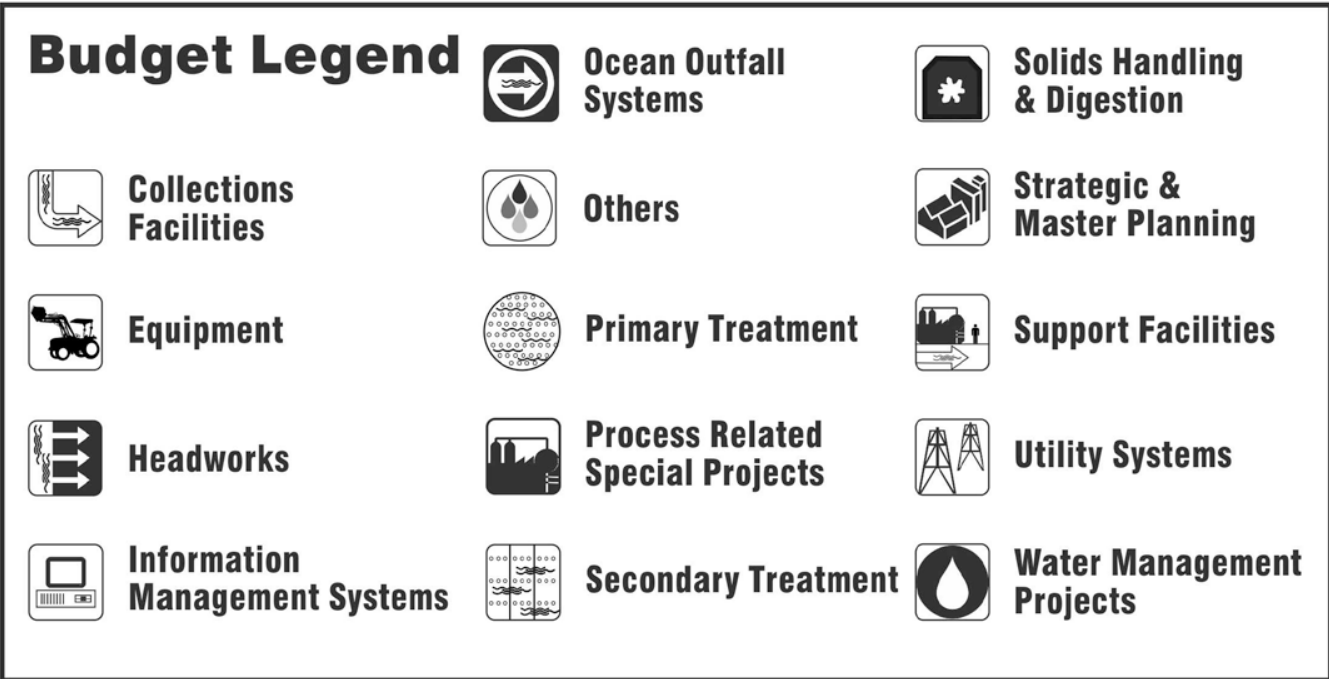 Budget Legend
Collections
Facilities
Equipment
Headworks
Information
Management Systems
Ocean Outfall
Systems
Others
Primary Treatment
Process Related
Special Projects
Secondary Treatment
Solids Handling
& Digestion
Strategic &
Master Planning
Support Facilities
Utility Systems
Water Management
Projects